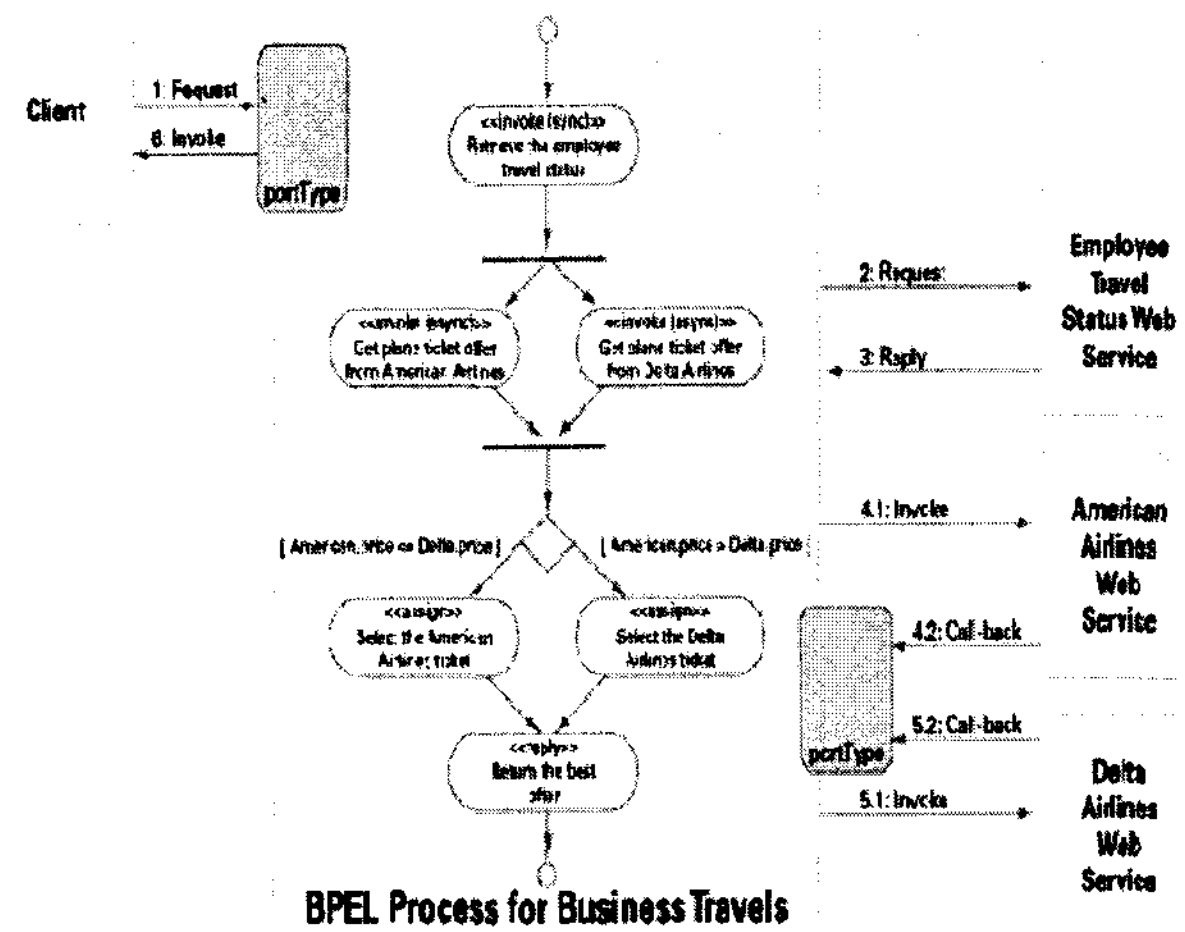 Client
1: Request
6: Invoke
portType
<<invoke (sync)>>
Retrieve the employee
travel status
<<invoke (async)>>
Get plane ticket offer
from American Airlines
<<invoke (async)>>
Get plane ticket offer
from Delta Airlines
[ American.price <= Delta.price ]
[ American.price > Delta.price ]
<<assign>>
Select the American
Airlines ticket
<<assign>>
Select the Delta
Airlines ticket
<<reply>>
Return the best
offer
2: Request
3: Reply
Employee
Travel
Status Web
Service
4.1: Invoke
American
Airlines
Web
Service
4.2: Call-back
5.2: Call-back
portType
5.1: Invoke
Delta
Airlines
Web
Service
BPEL Process for Business Travels